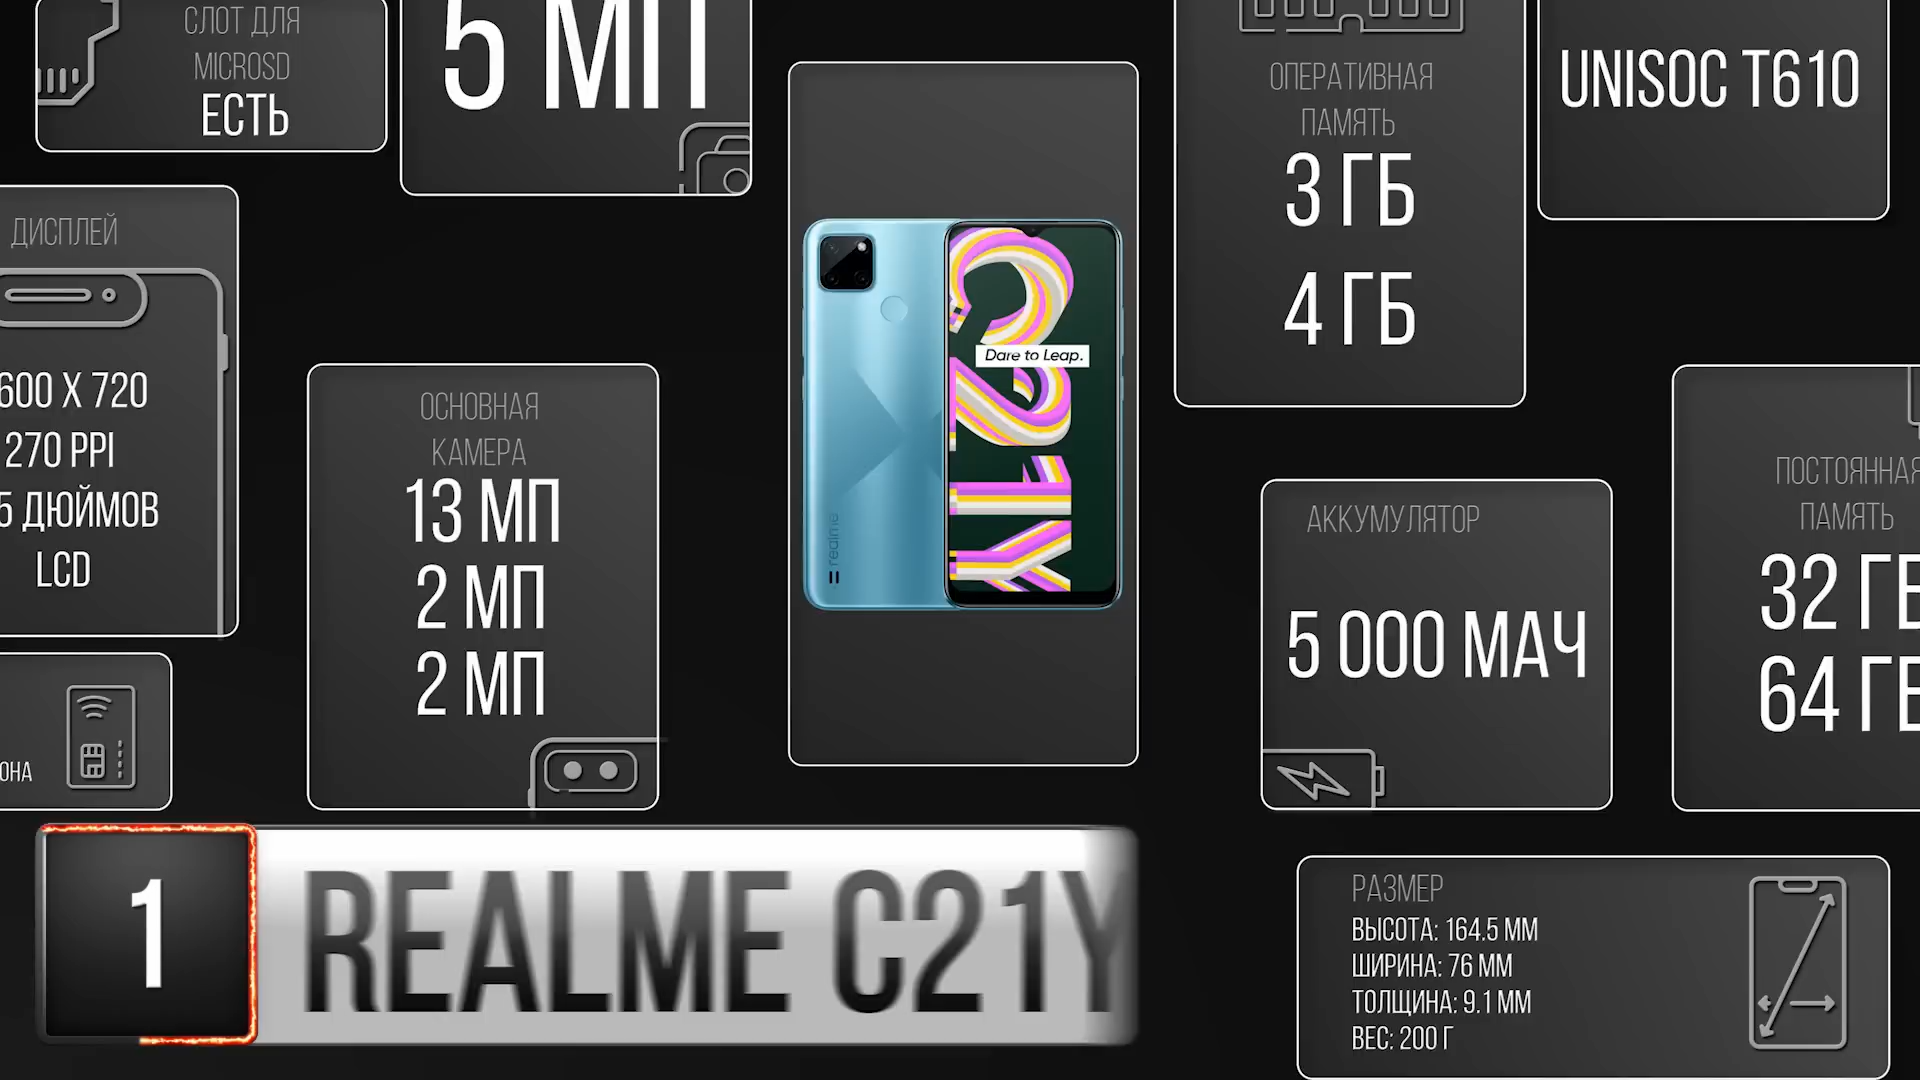 СЛОТ ДЛЯ
MICROSD
ЕСТЬ
5 МП
ОПЕРАТИВНАЯ
ПАМЯТЬ
3 ГБ
4 ГБ
UNISOC T610
ДИСПЛЕЙ
600 X 720
270 PPI
5 ДЮЙМОВ
LCD
ОСНОВНАЯ
КАМЕРА
13 МП
2 МП
2 МП
realme
C21Y
Dare to Leap.
АККУМУЛЯТОР
5 000 МАЧ
ПОСТОЯННАЯ
ПАМЯТЬ
32 ГБ
64 ГБ
ОНА
1
REALME C21Y
РАЗМЕР
ВЫСОТА: 164.5 ММ
ШИРИНА: 76 ММ
ТОЛЩИНА: 9.1 ММ
ВЕС: 200 Г